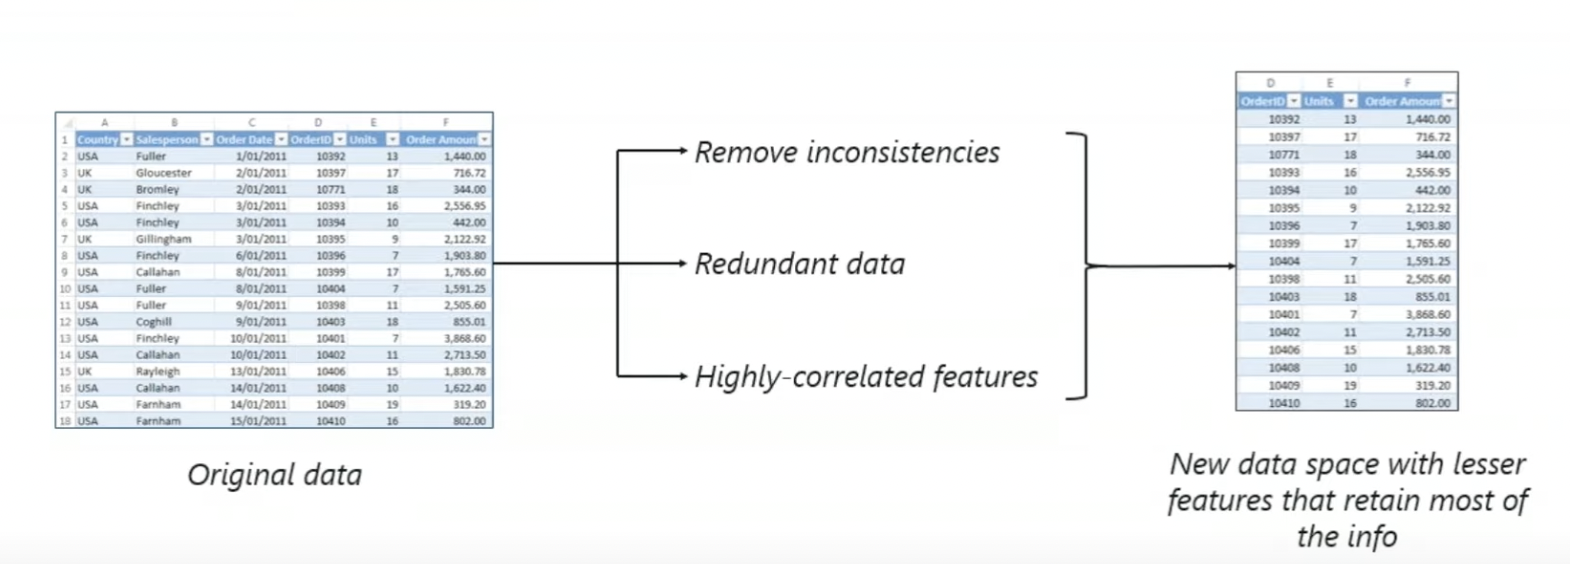 A B C D E F
1 Country Salesperson Order Date OrderID Units Order Amoun
2 USA Fuller 1/01/2011 10392 13 1,440.00
3 UK Gloucester 2/01/2011 10397 17 716.72
4 UK Bromley 2/01/2011 10771 18 344.00
5 USA Finchley 3/01/2011 10393 16 2,556.95
6 USA Finchley 3/01/2011 10394 10 442.00
7 UK Gillingham 3/01/2011 10395 9 2,122.92
8 USA Finchley 6/01/2011 10396 7 1,903.80
9 USA Callahan 8/01/2011 10399 17 1,765.60
10 USA Fuller 8/01/2011 10404 7 1,591.25
11 USA Fuller 9/01/2011 10398 11 2,505.60
12 USA Coghill 9/01/2011 10403 18 855.01
13 USA Finchley 10/01/2011 10401 7 3,868.60
14 USA Callahan 10/01/2011 10402 11 2,713.50
15 UK Rayleigh 13/01/2011 10406 15 1,830.78
16 USA Callahan 14/01/2011 10408 10 1,622.40
17 USA Farnham 14/01/2011 10409 19 319.20
18 USA Farnham 15/01/2011 10410 16 802.00
Original data
Remove inconsistencies
Redundant data
Highly-correlated features
D E F
OrderID Units Order Amoun
10392 13 1,440.00
10397 17 716.72
10771 18 344.00
10393 16 2,556.95
10394 10 442.00
10395 9 2,122.92
10396 7 1,903.80
10399 17 1,765.60
10404 7 1,591.25
10398 11 2,505.60
10403 18 855.01
10401 7 3,868.60
10402 11 2,713.50
10406 15 1,830.78
10408 10 1,622.40
10409 19 319.20
10410 16 802.00
New data space with lesser
features that retain most of
the info